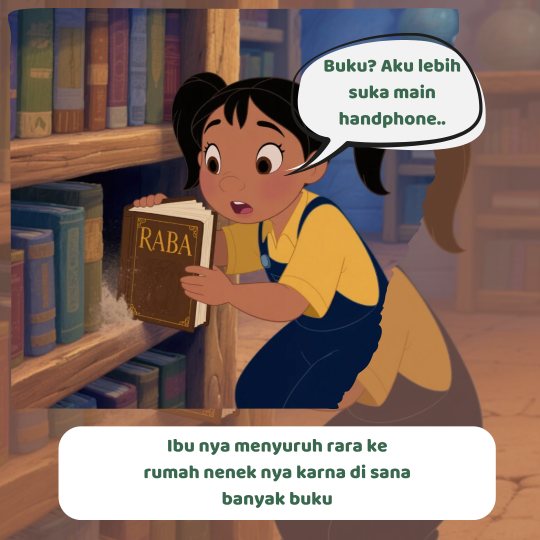 Buku? Aku lebih
suka main
handphone..
RABA
Ibu nya menyuruh rara ke
rumah nenek nya karna di sana
banyak buku